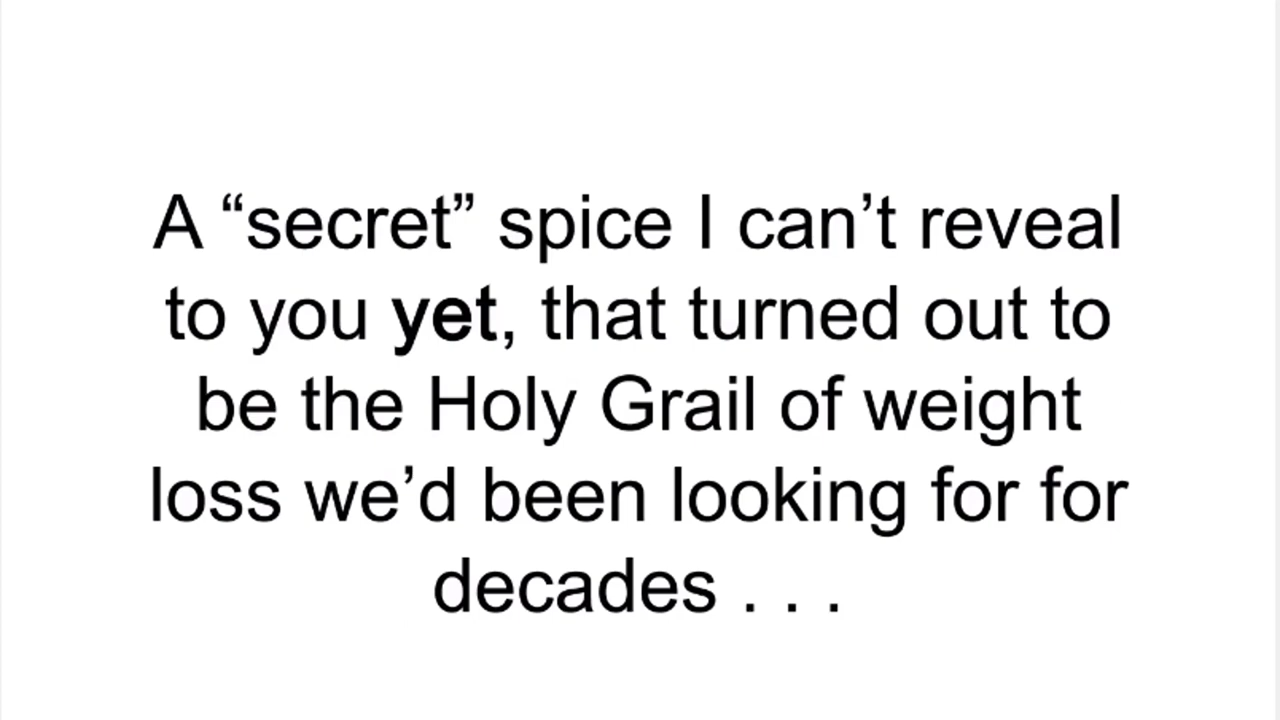 A “secret” spice I can’t reveal
to you yet, that turned out to
be the Holy Grail of weight
loss we’d been looking for for
decades . . .